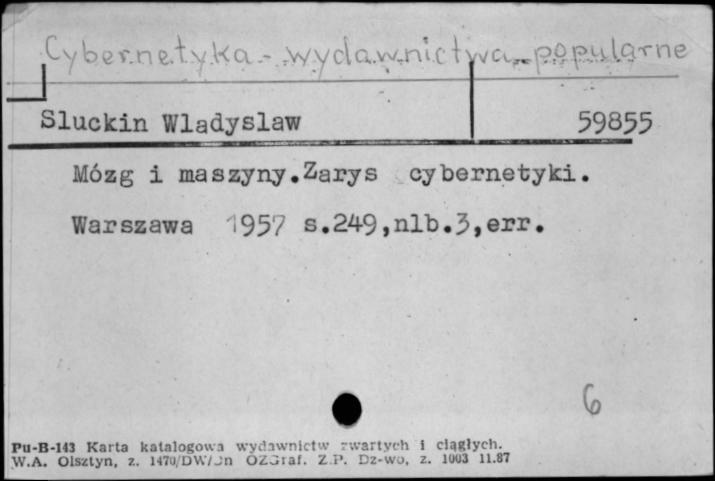 Cybernetyka - wydawnictwa popularne
Sluckin Wladyslaw 59855
Mózg i maszyny.Zarys cybernetyki.
Warszawa 1957 s.249,nlb.3,err.
6
Pu-B-143 Karta katalogowa wydawnictw zwartych i ciągłych.
W.A. Olsztyn, z. 1470/DW/Jn OZGraf. Z.P. Dz-wo, z. 1003 11.87